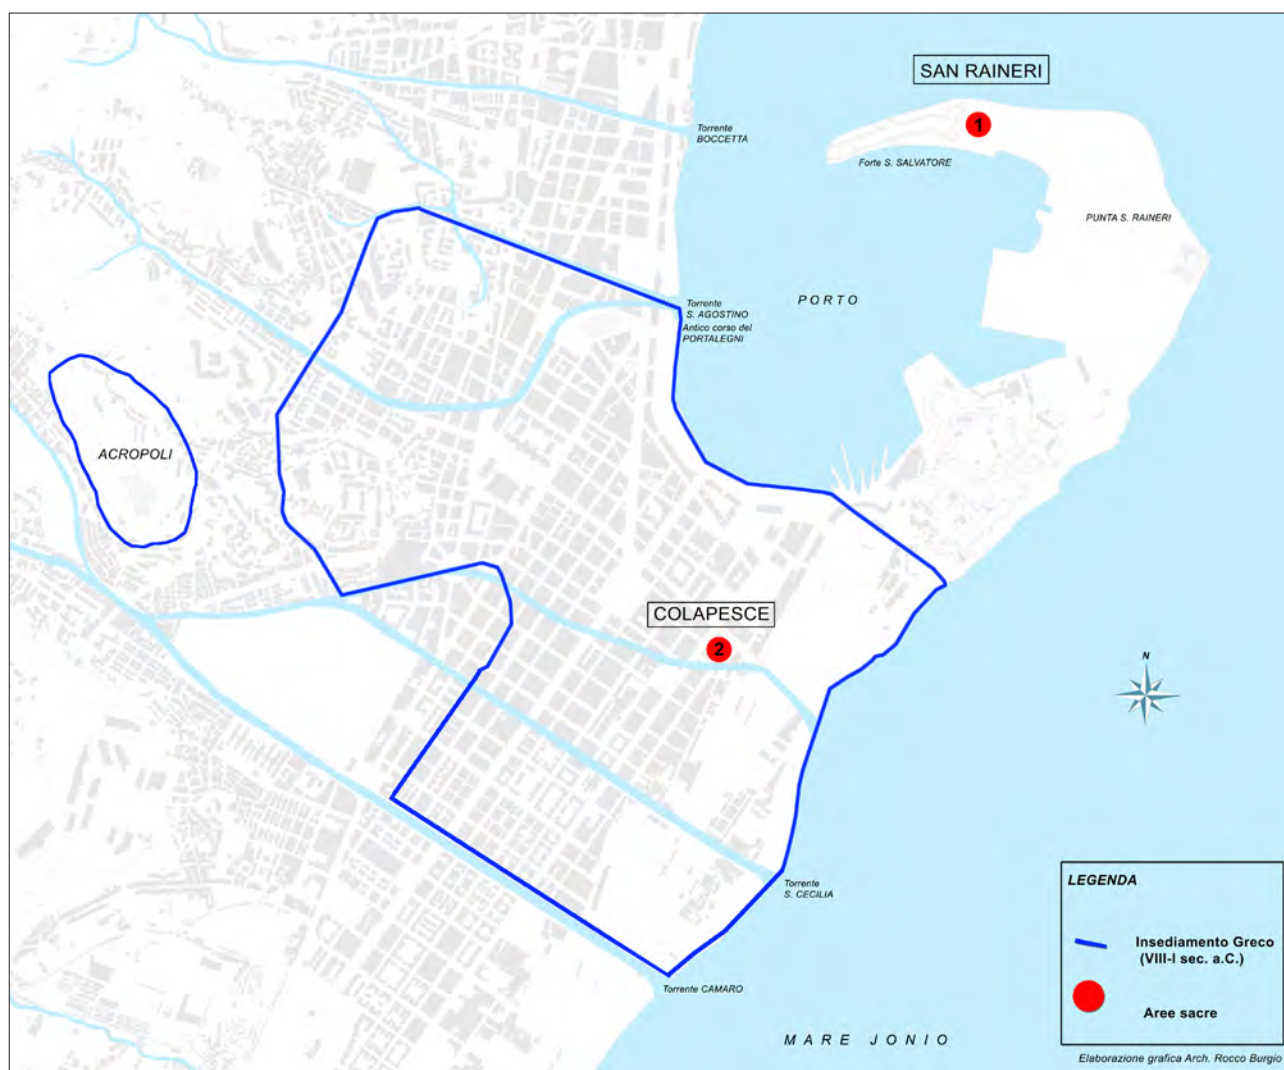 SAN RAINERI
1
Torrente
BOCCETTA
Forte S. SALVATORE
PUNTA S. RAINERI
PORTO
Torrente
S. AGOSTINO
Antico corso del
PORTALEGNI
ACROPOLI
COLAPESCE
2
N
Torrente
S. CECILIA
Torrente CAMARO
MARE JONIO
LEGENDA
Insediamento Greco
(VIII-I sec. a.C.)
Aree sacre
Elaborazione grafica Arch. Rocco Burgio